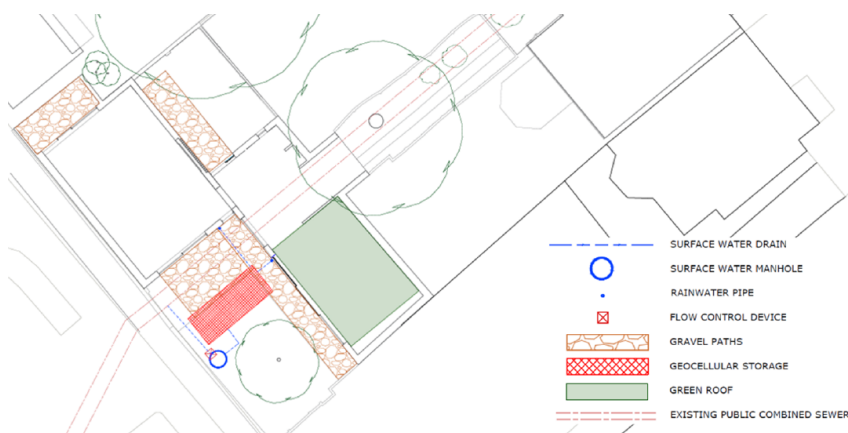 SURFACE WATER DRAIN
SURFACE WATER MANHOLE
RAINWATER PIPE
FLOW CONTROL DEVICE
GRAVEL PATHS
GEOCELLULAR STORAGE
GREEN ROOF
EXISTING PUBLIC COMBINED SEWER